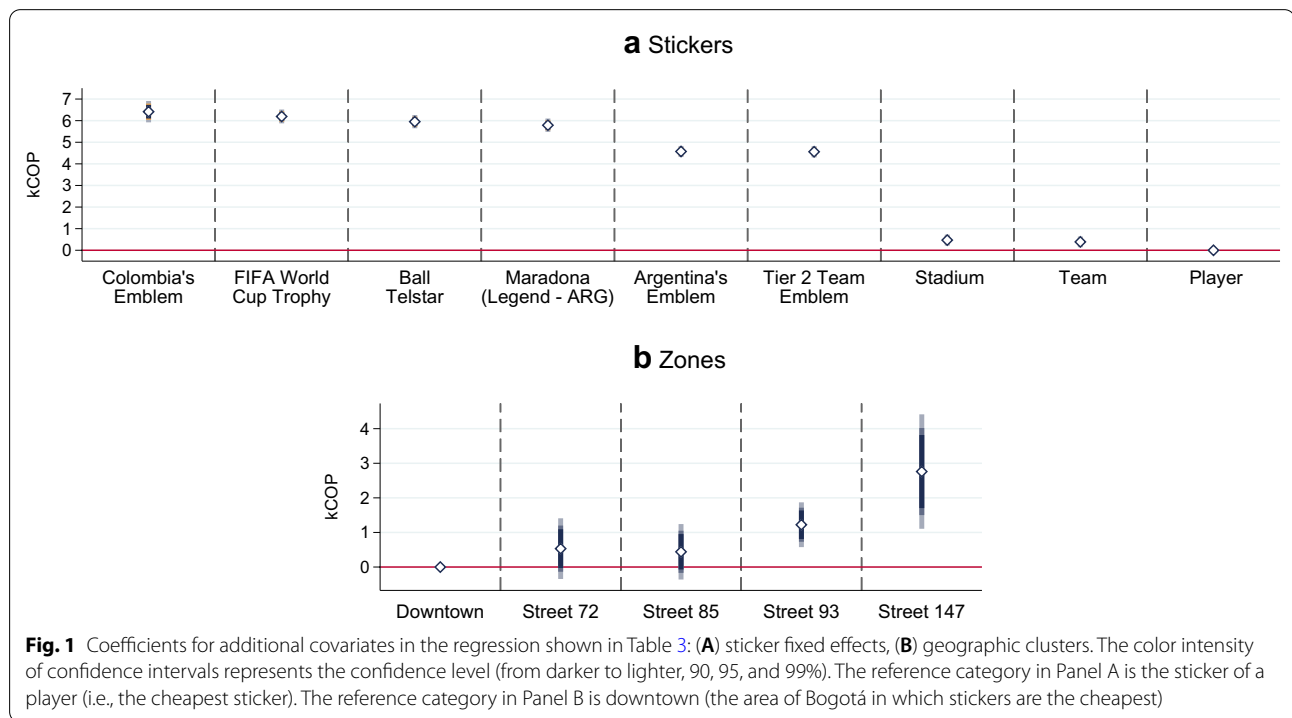 a Stickers
7
6
5
4
3
2
1
0
kCOP
Colombia's
Emblem
FIFA World
Cup Trophy
Ball
Telstar
Maradona
(Legend - ARG)
Argentina's
Emblem
Tier 2 Team
Emblem
Stadium
Team
Player
b Zones
4
3
2
1
0
kCOP
Downtown
Street 72
Street 85
Street 93
Street 147
Fig. 1 Coefficients for additional covariates in the regression shown in Table 3: (A) sticker fixed effects, (B) geographic clusters. The color intensity
of confidence intervals represents the confidence level (from darker to lighter, 90, 95, and 99%). The reference category in Panel A is the sticker of a
player (i.e., the cheapest sticker). The reference category in Panel B is downtown (the area of Bogotá in which stickers are the cheapest)